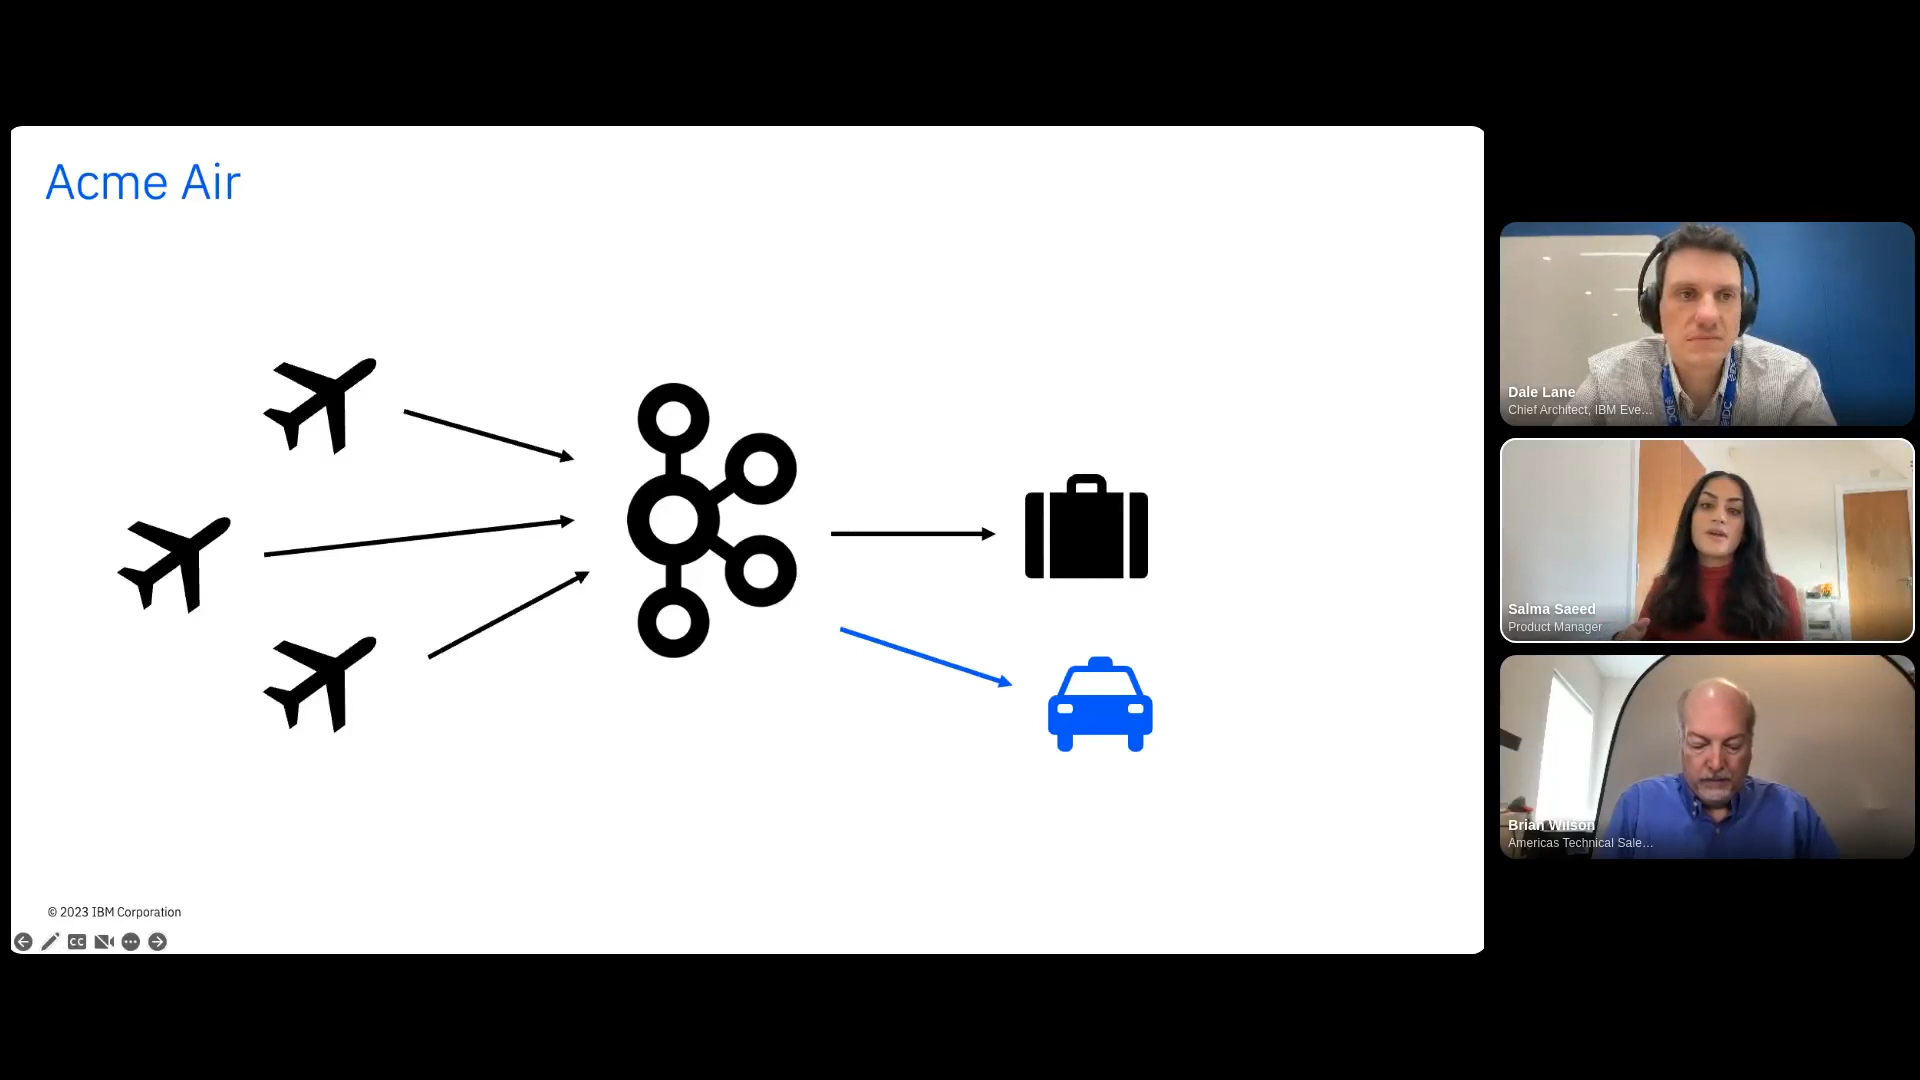 Acme Air
© 2023 IBM Corporation
CC
Dale Lane
Chief Architect, IBM Eve…
Salma Saeed
Product Manager
Brian Wilson
Americas Technical Sale…